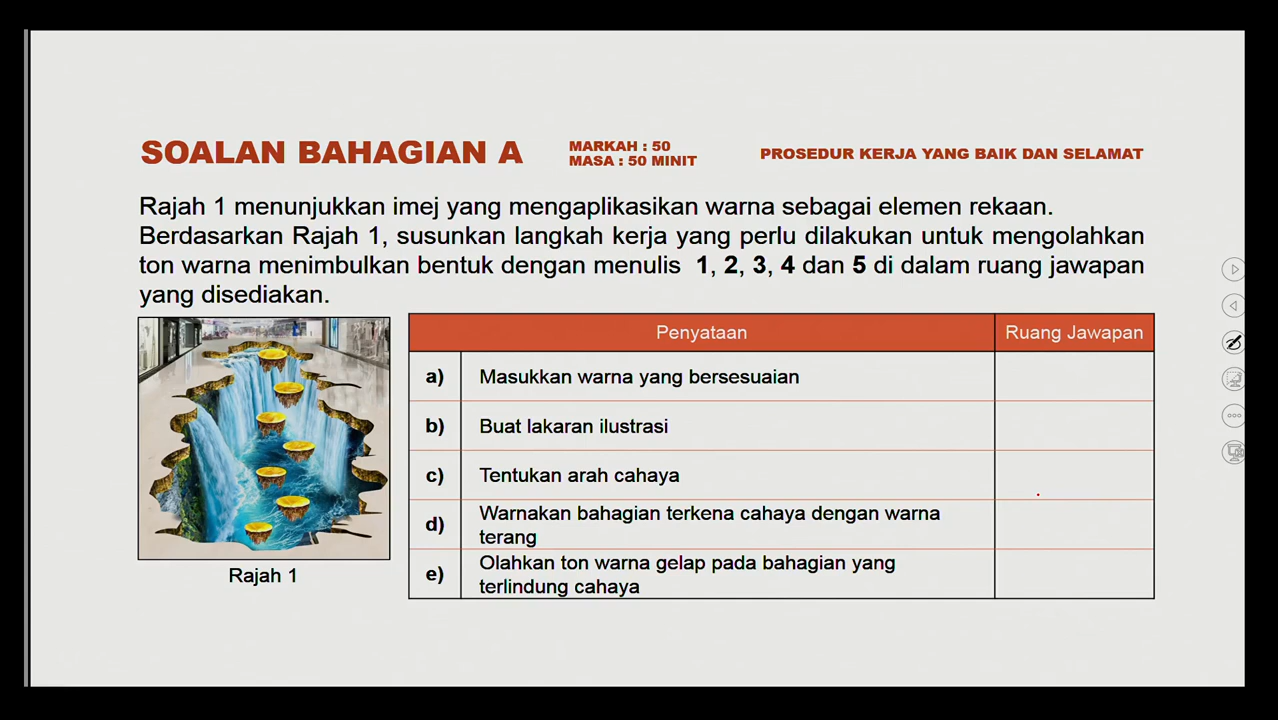 SOALAN BAHAGIAN A
MARKAH : 50
MASA : 50 MINIT
PROSEDUR KERJA YANG BAIK DAN SELAMAT
Rajah 1 menunjukkan imej yang mengaplikasikan warna sebagai elemen rekaan.
Berdasarkan Rajah 1, susunkan langkah kerja yang perlu dilakukan untuk mengolahkan
ton warna menimbulkan bentuk dengan menulis 1, 2, 3, 4 dan 5 di dalam ruang jawapan
yang disediakan.
Penyataan
Ruang Jawapan
a) Masukkan warna yang bersesuaian
b) Buat lakaran ilustrasi
c) Tentukan arah cahaya
d) Warnakan bahagian terkena cahaya dengan warna
terang
e) Olahkan ton warna gelap pada bahagian yang
terlindung cahaya
Rajah 1